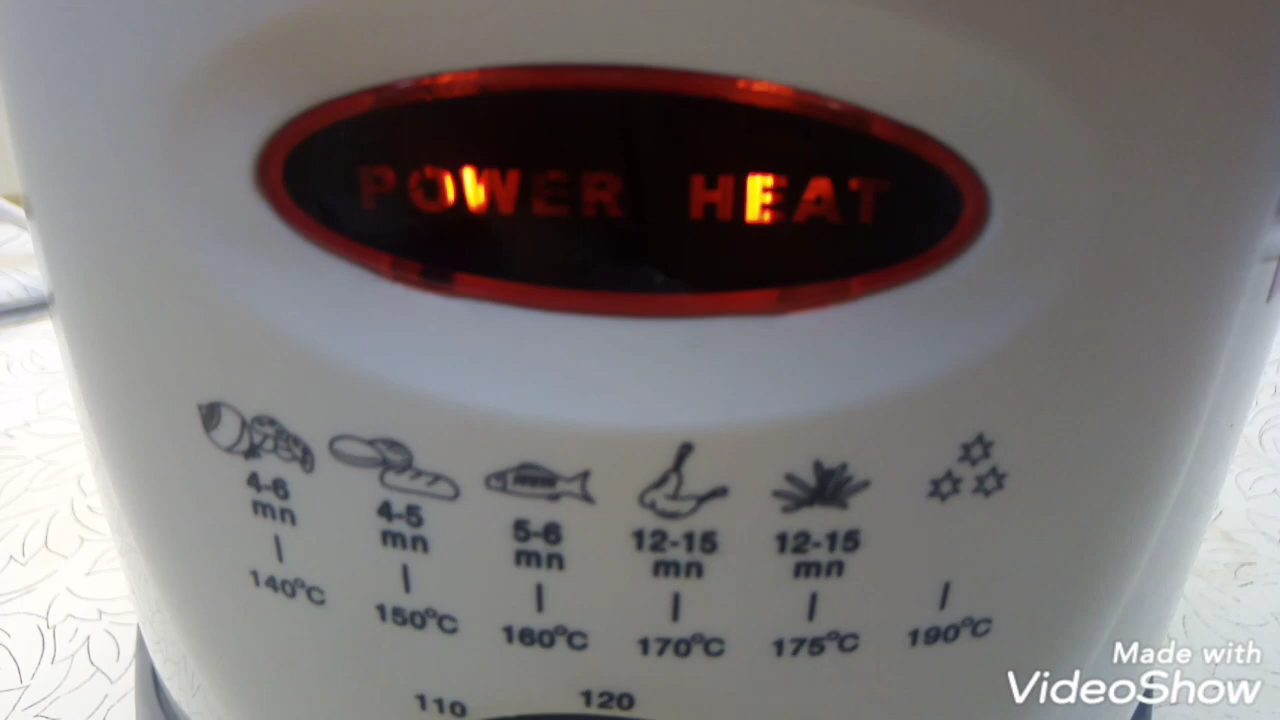 POWER HEAT
4-6 mn
4-5 mn
5-6 mn
12-15 mn
12-15 mn
140°C
150°C
160°C
170°C
175°C
190°C
110
120
Made with
VideoShow